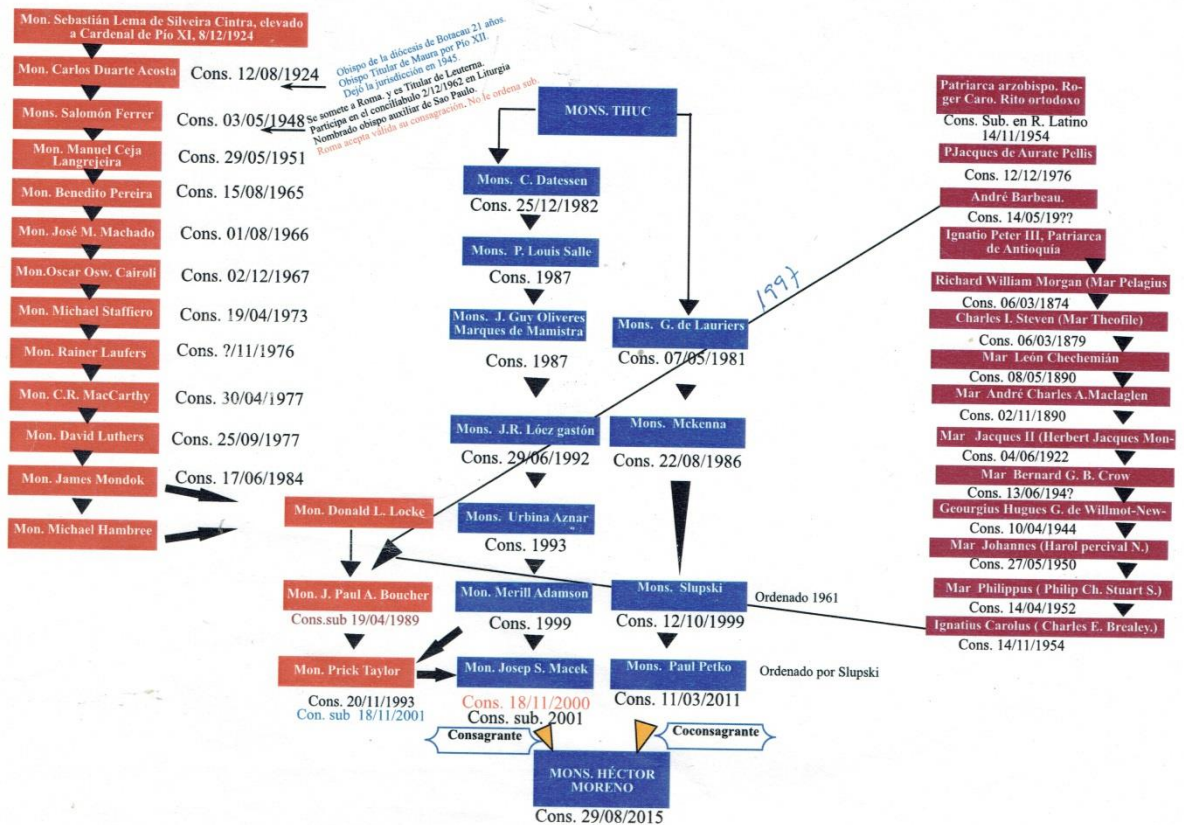 Mon. Sebastián Lema de Silveira Cintra, elevado
a Cardenal de Pío XI, 8/12/1924
Mon. Carlos Duarte Acosta
Cons. 12/08/1924
Obispo de la diócesis de Botacau 21 años.
Obispo Titular de Maura por Pío XII.
Dejó la jurisdicción en 1945.
Mons. Salomón Ferrer
Cons. 03/05/1948
Se somete a Roma. y es Titular de Leuterna.
Participa en el conciliabulo 2/12/1962 en Liturgia
Nombrado obispo auxiliar de Sao Paulo.
Roma acepta válida su consagración. No le ordena sub.
Mon. Manuel Ceja
Langrejeira
Cons. 29/05/1951
Mon. Benedito Pereira
Cons. 15/08/1965
Mon. José M. Machado
Cons. 01/08/1966
Mon.Oscar Osw. Cairoli
Cons. 02/12/1967
Mon. Michael Staffiero
Cons. 19/04/1973
Mon. Rainer Laufers
Cons. ?/11/1976
Mon. C.R. MacCarthy
Cons. 30/04/1977
Mon. David Luthers
Cons. 25/09/1977
Mon. James Mondok
Cons. 17/06/1984
Mon. Michael Hambree
Mon. Donald L. Locke
Mon. J. Paul A. Boucher
Cons.sub 19/04/1989
Mon. Prick Taylor
Cons. 20/11/1993
Con. sub 18/11/2001
MONS. THUC
Mons. C. Datessen
Cons. 25/12/1982
Mons. P. Louis Salle
Cons. 1987
Mons. J. Guy Oliveres
Marques de Mamistra
Cons. 1987
Mons. J.R. Lóez gastón
Cons. 29/06/1992
Mons. Urbina Aznar
Cons. 1993
Mon. Merill Adamson
Cons. 1999
Mon. Josep S. Macek
Cons. 18/11/2000
Cons. sub. 2001
Mons. G. de Lauriers
Cons. 07/05/1981
Mons. Mckenna
Cons. 22/08/1986
Mons. Slupski
Ordenado 1961
Cons. 12/10/1999
Mons. Paul Petko
Ordenado por Slupski
Cons. 11/03/2011
1997
Consagrante
Coconsagrante
MONS. HÉCTOR
MORENO
Cons. 29/08/2015
Patriarca arzobispo. Ro-
ger Caro. Rito ortodoxo
Cons. Sub. en R. Latino
14/11/1954
PJacques de Aurate Pellis
Cons. 12/12/1976
André Barbeau.
Cons. 14/05/19??
Ignatio Peter III, Patriarca
de Antioquía
Richard William Morgan (Mar Pelagius
Cons. 06/03/1874
Charles I. Steven (Mar Theofile)
Cons. 06/03/1879
Mar León Chechemián
Cons. 08/05/1890
Mar André Charles A.Maclaglen
Cons. 02/11/1890
Mar Jacques II (Herbert Jacques Mon-
Cons. 04/06/1922
Mar Bernard G. B. Crow
Cons. 13/06/194?
Geourgius Hugues G. de Willmot-New-
Cons. 10/04/1944
Mar Johannes (Harol percival N.)
Cons. 27/05/1950
Mar Philippus ( Philip Ch. Stuart S.)
Cons. 14/04/1952
Ignatius Carolus ( Charles E. Brealey.)
Cons. 14/11/1954